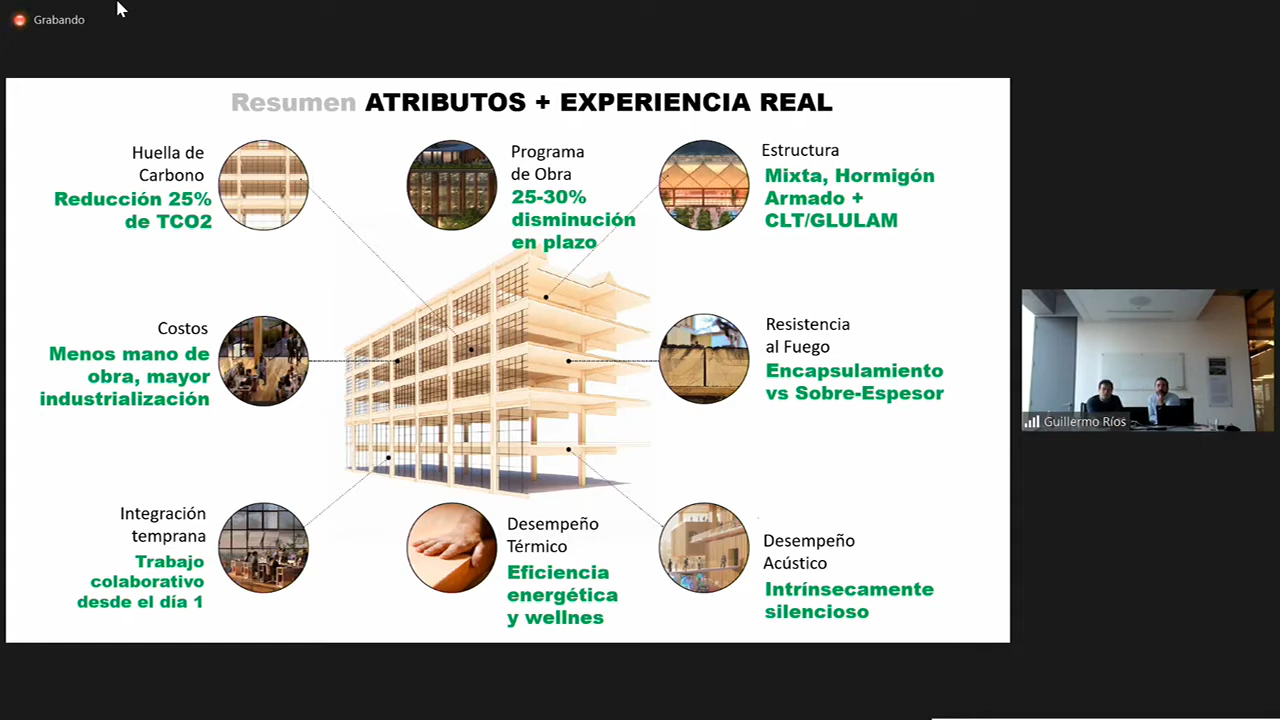 Grabando
Resumen ATRIBUTOS + EXPERIENCIA REAL
Huella de
Carbono
Reducción 25%
de TCO2
Programa
de Obra
25-30%
disminución
en plazo
Estructura
Mixta, Hormigón
Armado +
CLT/GLULAM
Costos
Menos mano de
obra, mayor
industrialización
Resistencia
al Fuego
Encapsulamiento
vs Sobre-Espesor
Guillermo Ríos
Integración
temprana
Trabajo
colaborativo
desde el día 1
Desempeño
Térmico
Eficiencia
energética
y wellnes
Desempeño
Acústico
Intrínsecamente
silencioso